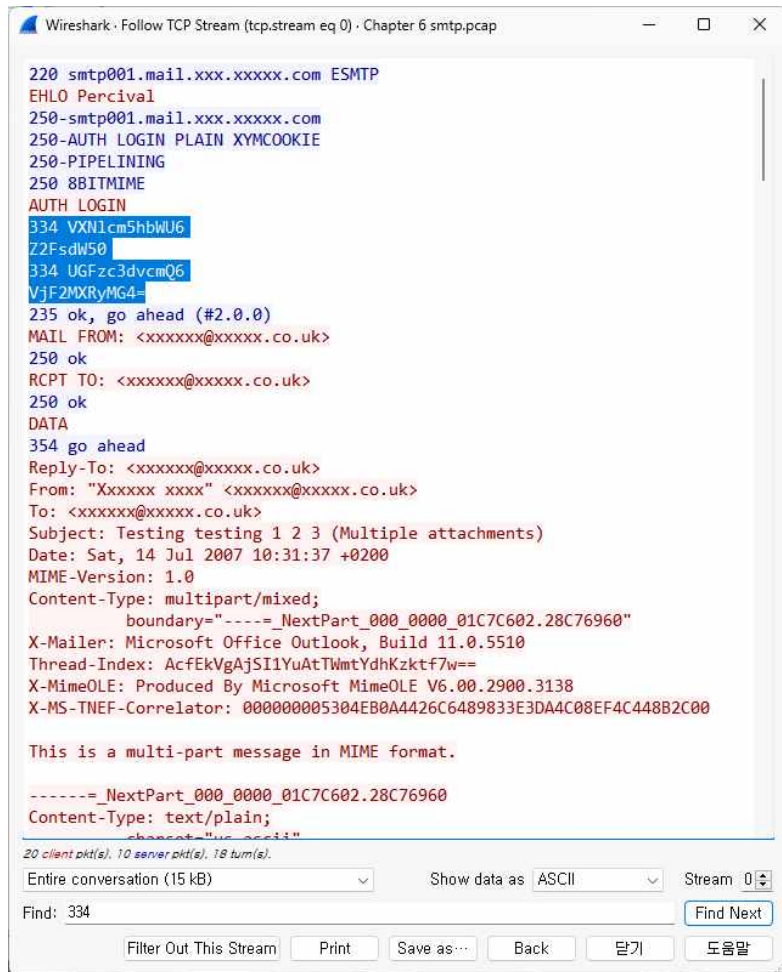 Wireshark · Follow TCP Stream (tcp.stream eq 0) · Chapter 6 smtp.pcap
220 smtp001.mail.xxx.xxxxx.com ESMTP
EHLO Percival
250-smtp001.mail.xxx.xxxxx.com
250-AUTH LOGIN PLAIN XYMCOOKIE
250-PIPELINING
250 8BITMIME
AUTH LOGIN
334 VXNlcm5hbWU6
Z2FsdW50
334 UGFzc3dvcmQ6
VjF2MXRyMG4=
235 ok, go ahead (#2.0.0)
MAIL FROM: <xxxxxx@xxxxx.co.uk>
250 ok
RCPT TO: <xxxxxx@xxxxx.co.uk>
250 ok
DATA
354 go ahead
Reply-To: <xxxxxx@xxxxx.co.uk>
From: "Xxxxxx xxxx" <xxxxxx@xxxxx.co.uk>
To: <xxxxxx@xxxxx.co.uk>
Subject: Testing testing 1 2 3 (Multiple attachments)
Date: Sat, 14 Jul 2007 10:31:37 +0200
MIME-Version: 1.0
Content-Type: multipart/mixed;
boundary="----=_NextPart_000_0000_01C7C602.28C76960"
X-Mailer: Microsoft Office Outlook, Build 11.0.5510
Thread-Index: AcfEkVgAjSI1YuAtTWmtYdhKzktf7w==
X-MimeOLE: Produced By Microsoft MimeOLE V6.00.2900.3138
X-MS-TNEF-Correlator: 000000005304EB0A4426C6489833E3DA4C08EF4C448B2C00
This is a multi-part message in MIME format.
------=_NextPart_000_0000_01C7C602.28C76960
Content-Type: text/plain;
charset="us-ascii"
20 client pkt(s), 10 server pkt(s), 18 turn(s).
Entire conversation (15 kB) Show data as ASCII Stream 0
Find: 334 Find Next
Filter Out This Stream Print Save as… Back 닫기 도움말